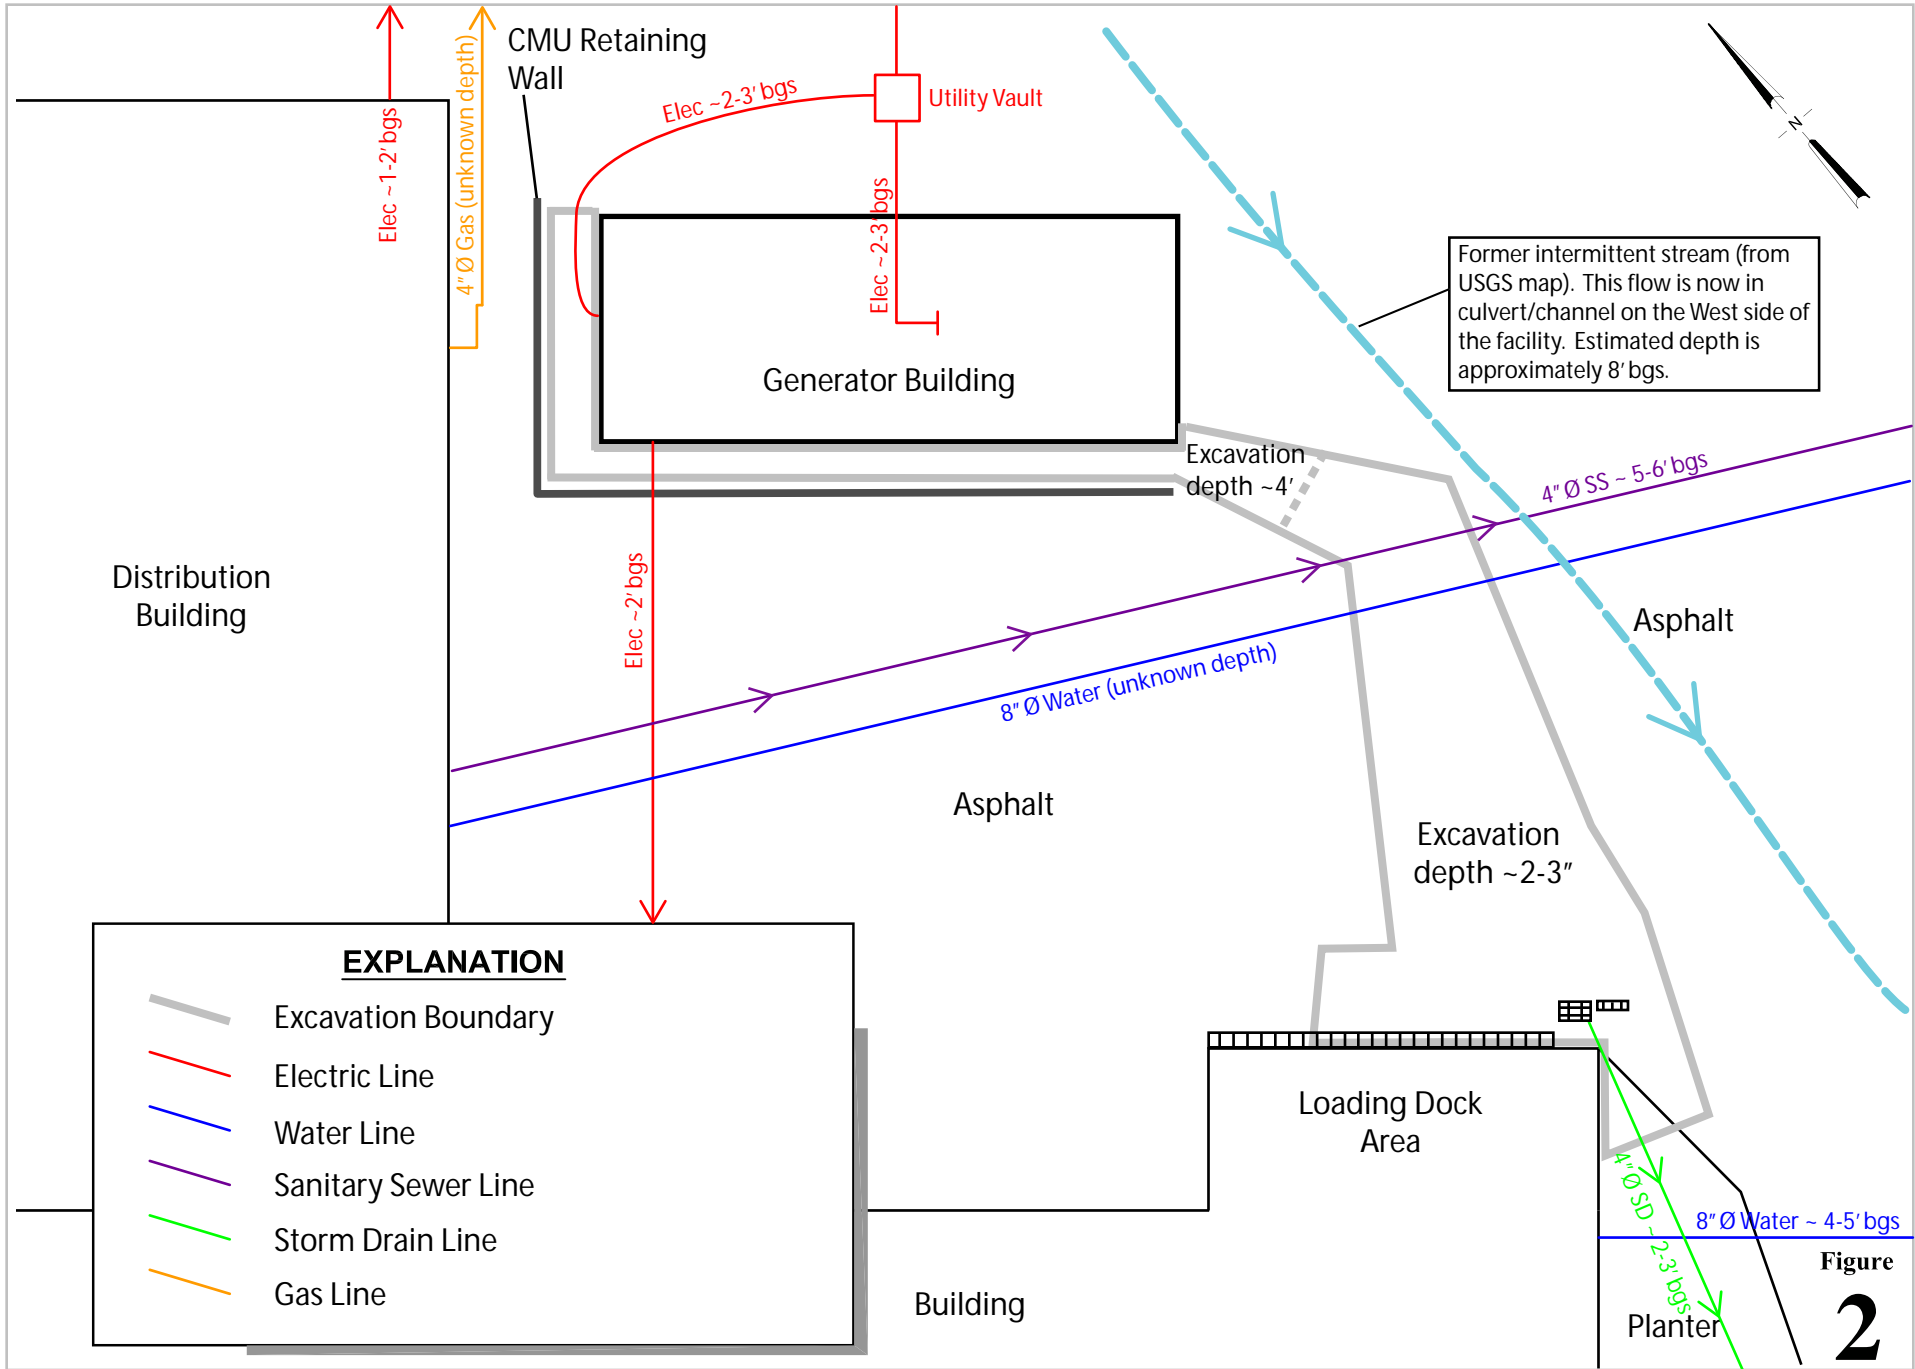 CMU Retaining
Wall
Elec ~1-2' bgs
4" Ø Gas (unknown depth)
Elec ~2-3' bgs
Utility Vault
Elec ~2-3' bgs
N
Former intermittent stream (from
USGS map). This flow is now in
culvert/channel on the West side of
the facility. Estimated depth is
approximately 8' bgs.
Generator Building
Excavation
depth ~4'
4" Ø SS ~ 5-6' bgs
Distribution
Building
Elec ~2' bgs
8" Ø Water (unknown depth)
Asphalt
Asphalt
Excavation
depth ~2-3"
EXPLANATION
Excavation Boundary
Electric Line
Water Line
Sanitary Sewer Line
Storm Drain Line
Gas Line
Loading Dock
Area
4" Ø SD ~ 2-3' bgs
8" Ø Water ~ 4-5' bgs
Building
Planter
Figure
2